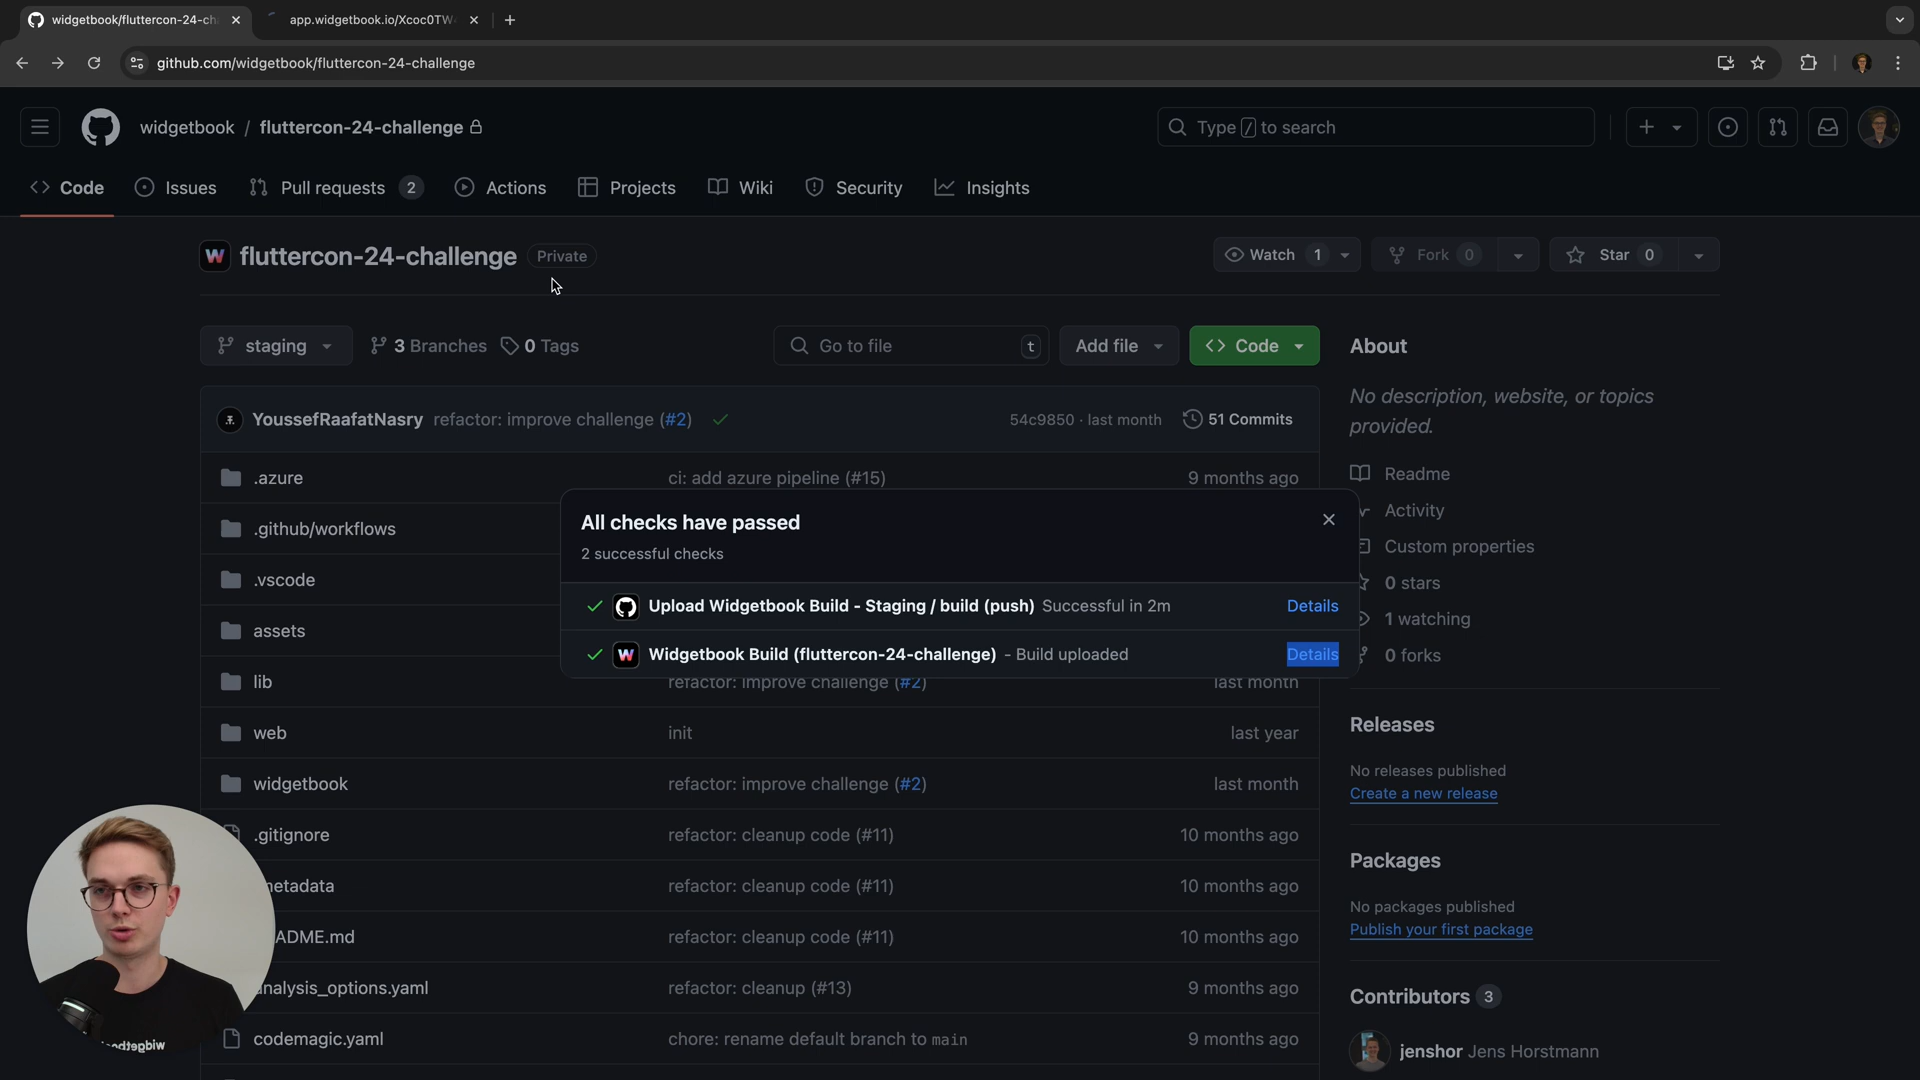 widgetbook/fluttercon-24-ch
app.widgetbook.io/Xcoc0TW
github.com/widgetbook/fluttercon-24-challenge
widgetbook / fluttercon-24-challenge
Type / to search
Code
Issues
Pull requests 2
Actions
Projects
Wiki
Security
Insights
W fluttercon-24-challenge Private
Watch 1
Fork 0
Star 0
staging
3 Branches
0 Tags
Go to file t
Add file
<> Code
YoussefRaafatNasry refactor: improve challenge (#2)
54c9850 · last month
51 Commits
.azure ci: add azure pipeline (#15) 9 months ago
.github/workflows
.vscode
assets
All checks have passed
2 successful checks
Upload Widgetbook Build - Staging / build (push) Successful in 2m Details
W Widgetbook Build (fluttercon-24-challenge) - Build uploaded Details
lib refactor: improve challenge (#2) last month
web init last year
widgetbook refactor: improve challenge (#2) last month
.gitignore refactor: cleanup code (#11) 10 months ago
etadata refactor: cleanup code (#11) 10 months ago
ADME.md refactor: cleanup code (#11) 10 months ago
nalysis_options.yaml refactor: cleanup (#13) 9 months ago
codemagic.yaml chore: rename default branch to main 9 months ago
About
No description, website, or topics
provided.
Readme
Activity
Custom properties
0 stars
1 watching
0 forks
Releases
No releases published
Create a new release
Packages
No packages published
Publish your first package
Contributors 3
jenshor Jens Horstmann